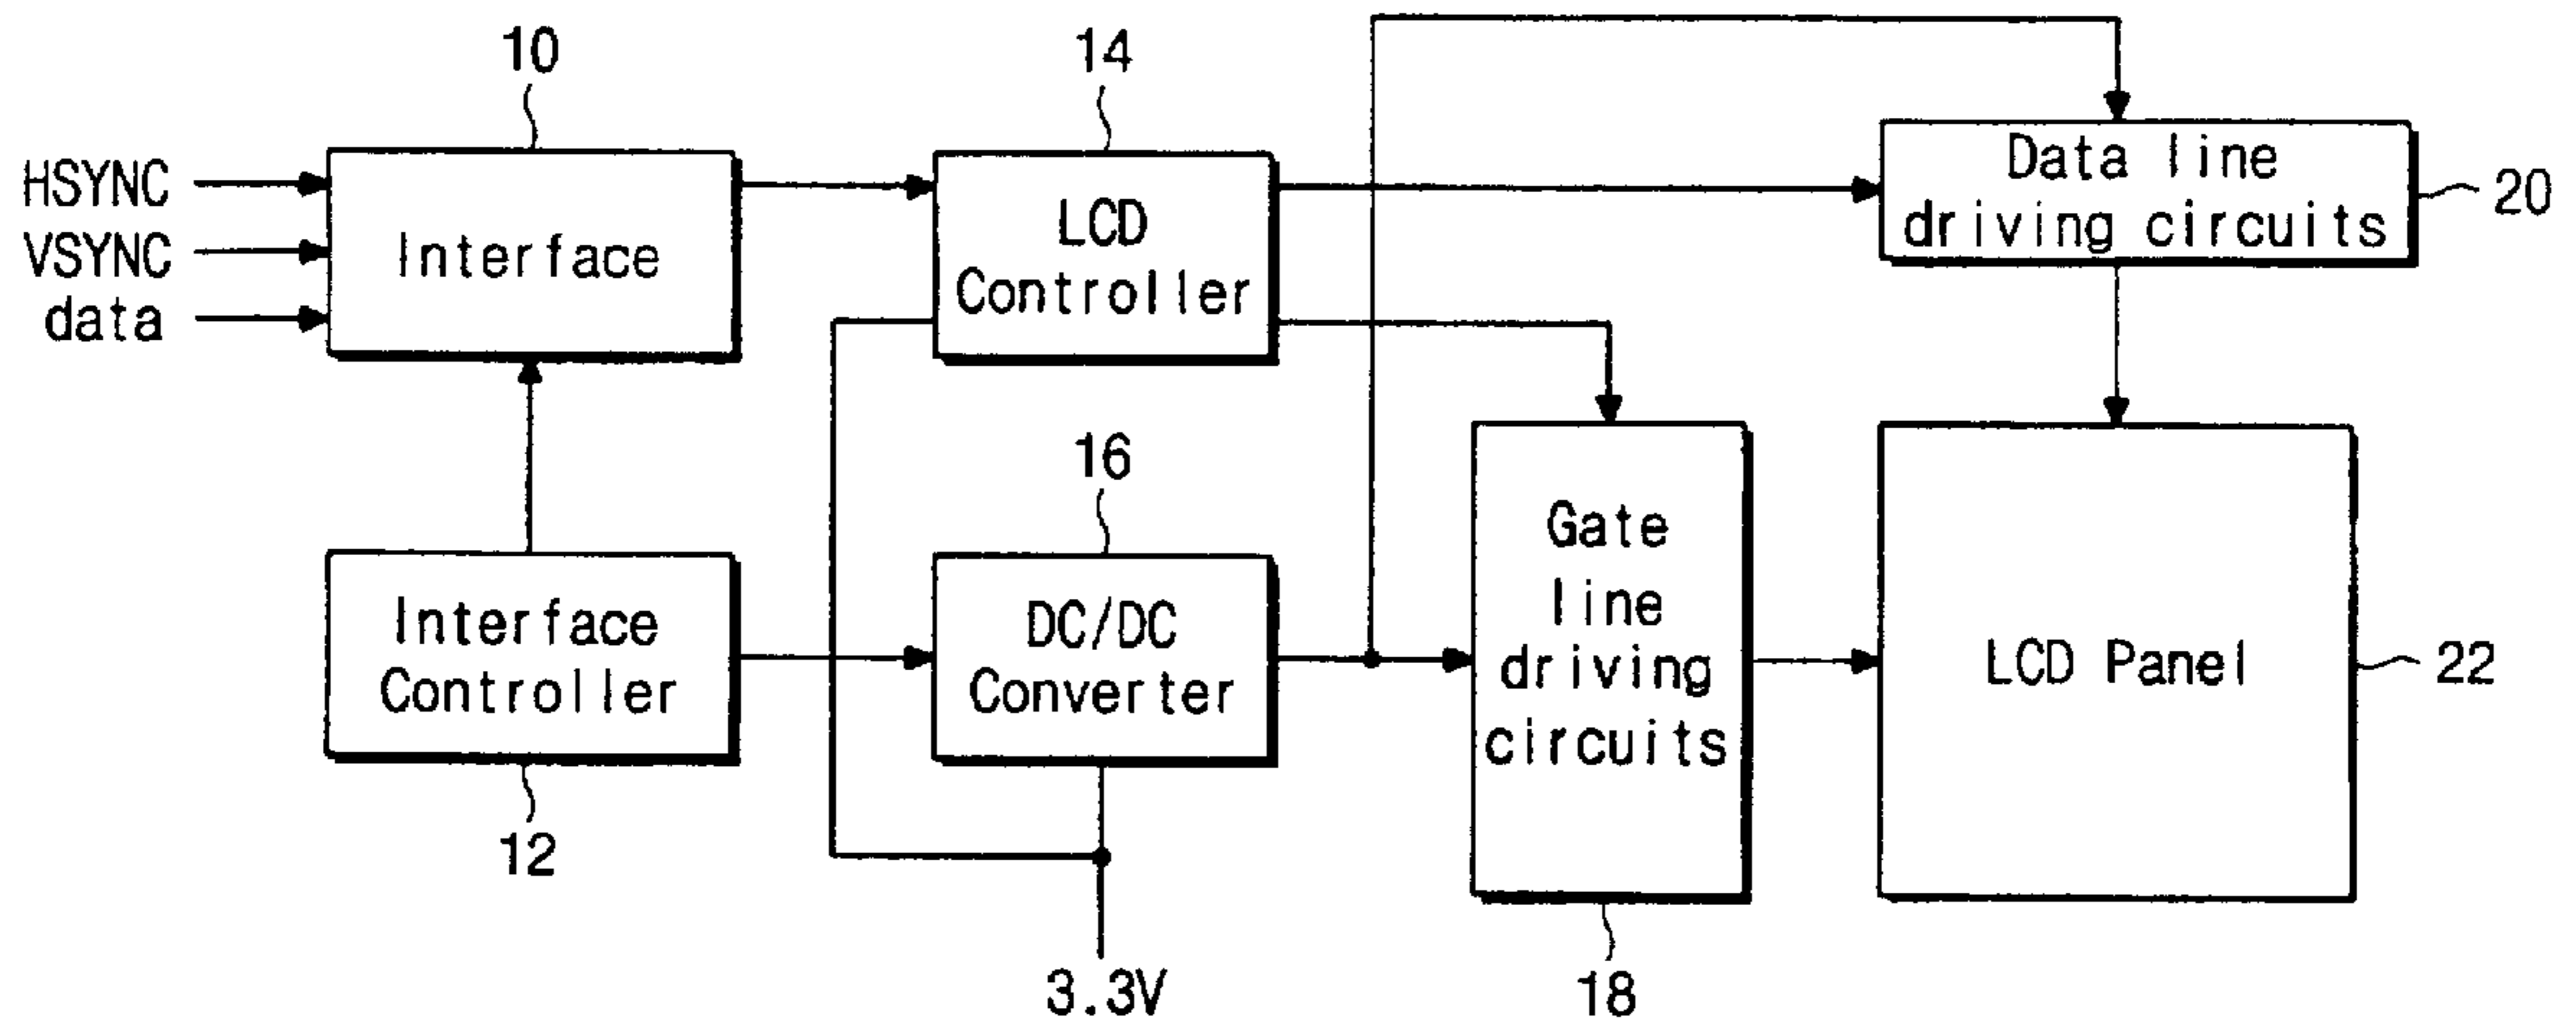 10
14
HSYNC
VSYNC
data
Interface
LCD
Controller
Data line
driving circuits
20
16
Interface
Controller
DC/DC
Converter
Gate
line
driving
circuits
LCD Panel
22
12
3.3V
18